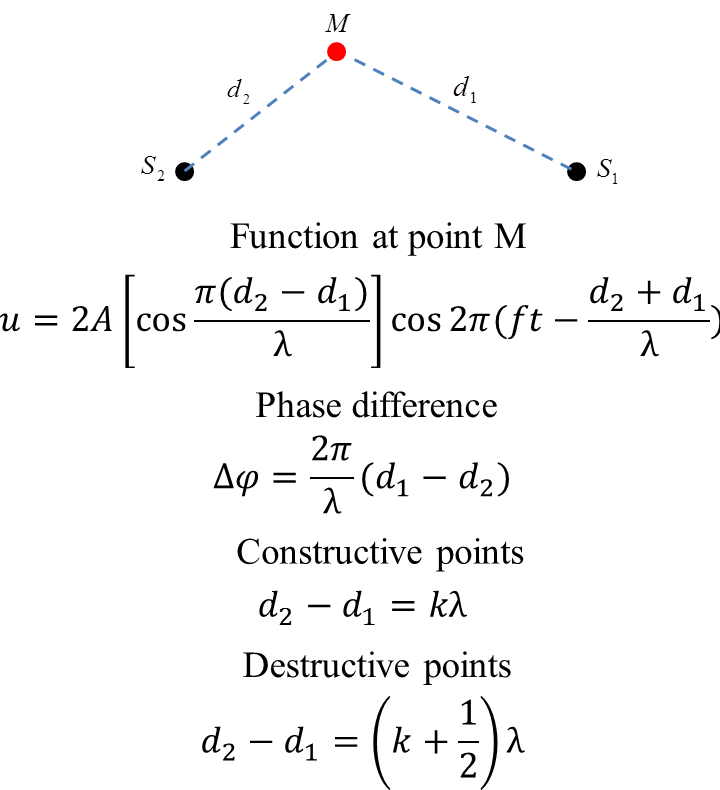 M
d₂ d₁
S₂ S₁
Function at point M
u = 2A [cos π(d₂ − d₁)/λ] cos 2π(ft − (d₂ + d₁)/λ)
Phase difference
Δφ = 2π/λ (d₁ − d₂)
Constructive points
d₂ − d₁ = kλ
Destructive points
d₂ − d₁ = (k + 1/2) λ